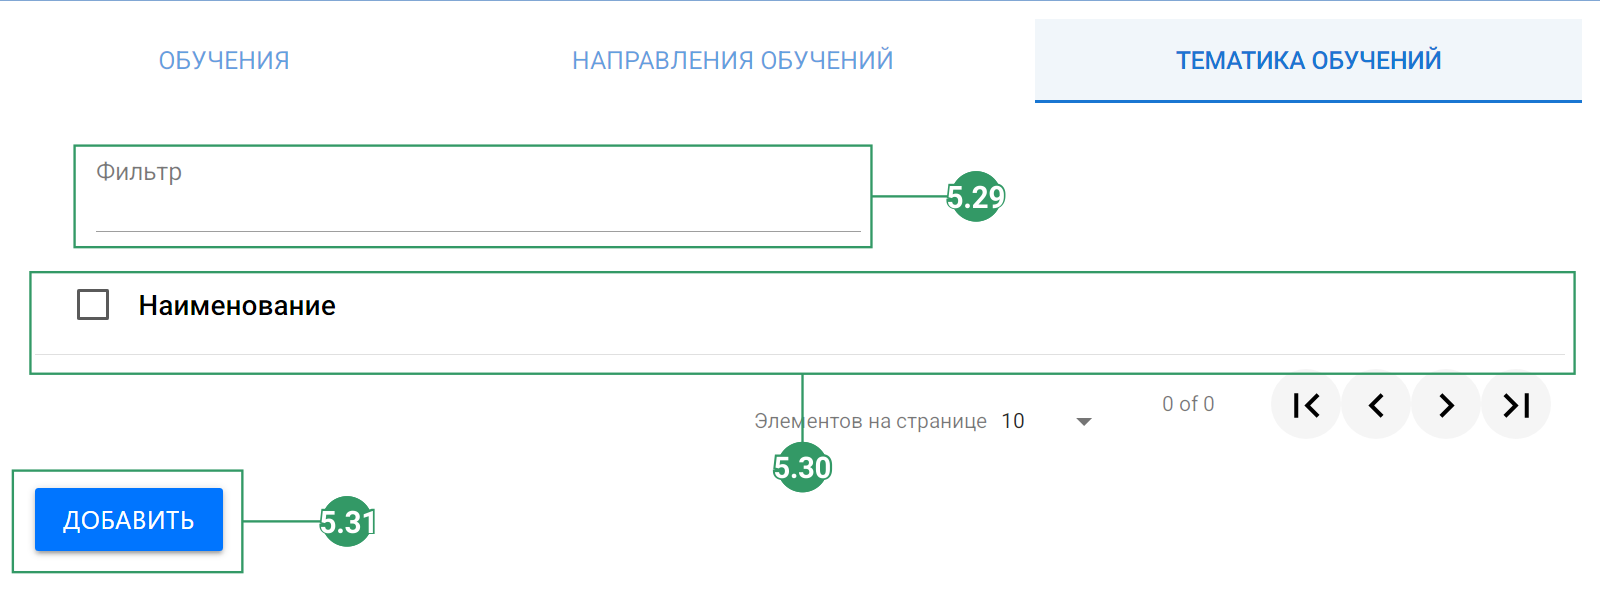 ОБУЧЕНИЯ
НАПРАВЛЕНИЯ ОБУЧЕНИЙ
ТЕМАТИКА ОБУЧЕНИЙ
Фильтр
5.29
Наименование
Элементов на странице 10
0 of 0
5.30
ДОБАВИТЬ
5.31